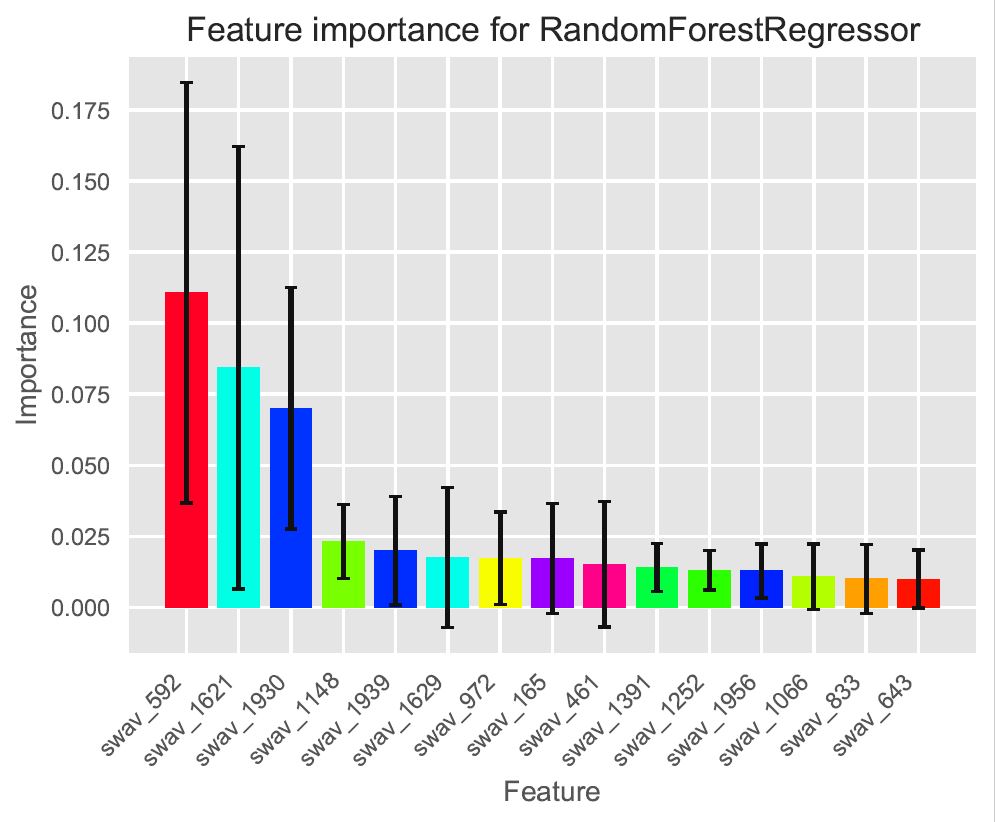 Feature importance for RandomForestRegressor
0.175
0.150
0.125
0.100
0.075
0.050
0.025
0.000
Importance
swav_592
swav_1621
swav_1930
swav_1148
swav_1939
swav_1629
swav_972
swav_165
swav_461
swav_1391
swav_1252
swav_1956
swav_1066
swav_833
swav_643
Feature